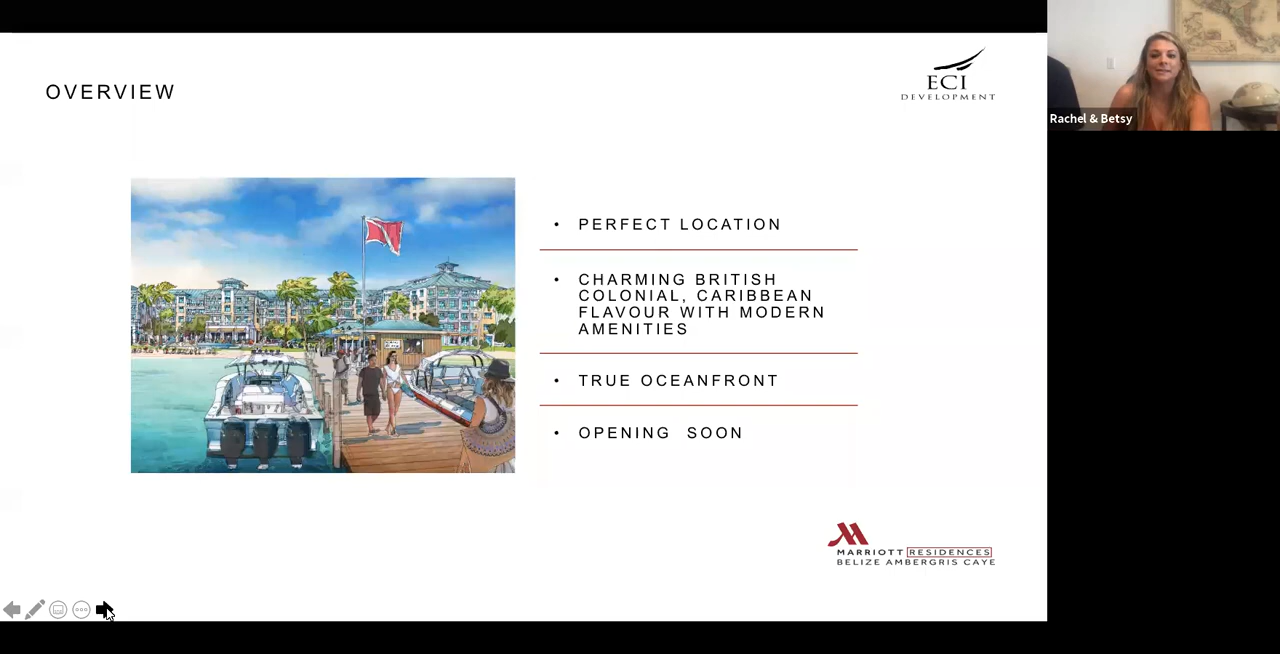 OVERVIEW
ECI
DEVELOPMENT
Rachel & Betsy
• PERFECT LOCATION
• CHARMING BRITISH
COLONIAL, CARIBBEAN
FLAVOUR WITH MODERN
AMENITIES
• TRUE OCEANFRONT
• OPENING SOON
MARRIOTT RESIDENCES
BELIZE AMBERGRIS CAYE